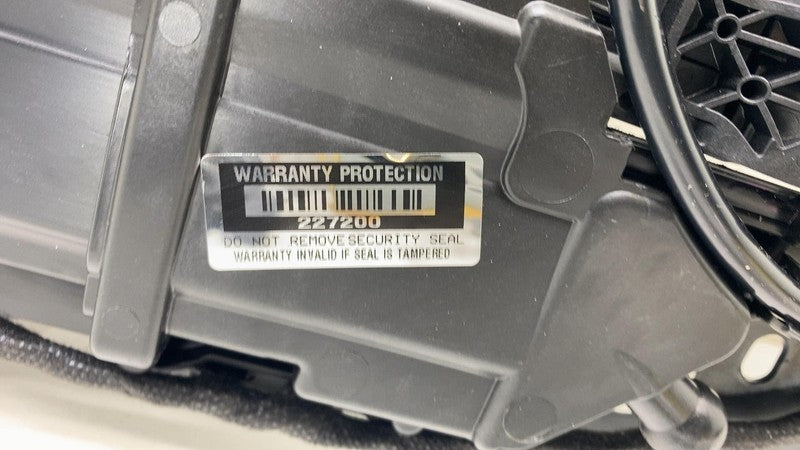 WARRANTY PROTECTION
227200
DO NOT REMOVE SECURITY SEAL
WARRANTY INVALID IF SEAL IS TAMPERED